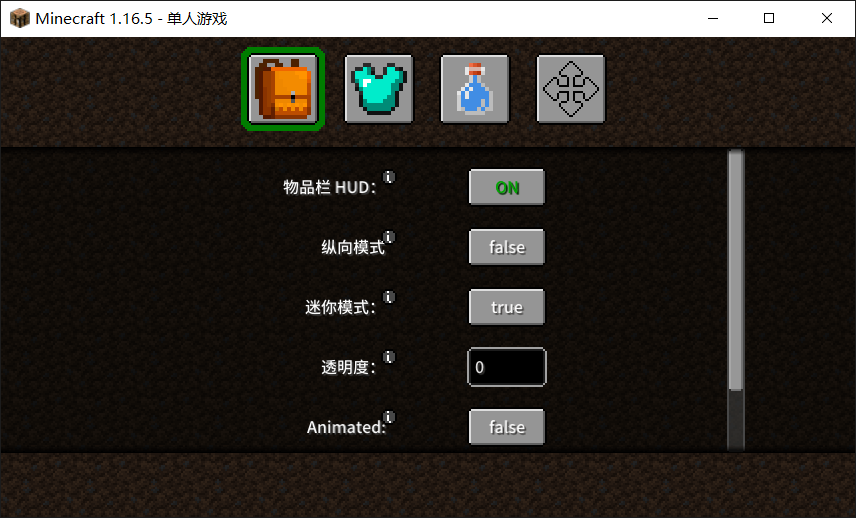 Minecraft 1.16.5 - 单人游戏
物品栏 HUD： ON
纵向模式 false
迷你模式： true
透明度： 0
Animated: false